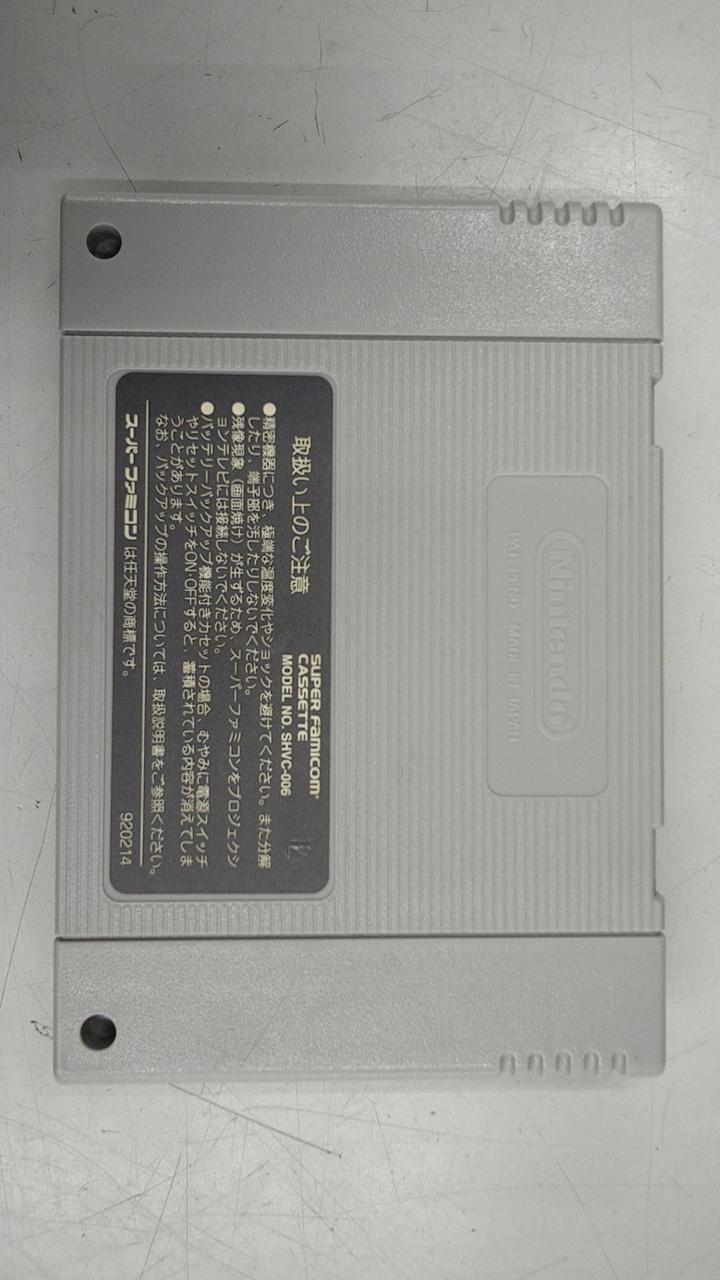 Nintendo
PAT. PEND. MADE IN JAPAN
SUPER FAMICOM
CASSETTE
MODEL NO. SHVC-006
取扱い上のご注意
●精密機器につき、極端な温度変化やショックを避けてください。また分解
したり、端子部を汚したりしないでください。
●残像現象(画面焼け)が生ずるため、スーパーファミコンをプロジェクシ
ョンテレビには接続しないでください。
●バッテリーバックアップ機能付きカセットの場合、むやみに電源スイッチ
やリセットスイッチをON・OFFすると、蓄積されている内容が消えてしま
うことがあります。
なお、バックアップの操作方法については、取扱説明書をご参照ください。
スーパーファミコン は任天堂の商標です。
920214